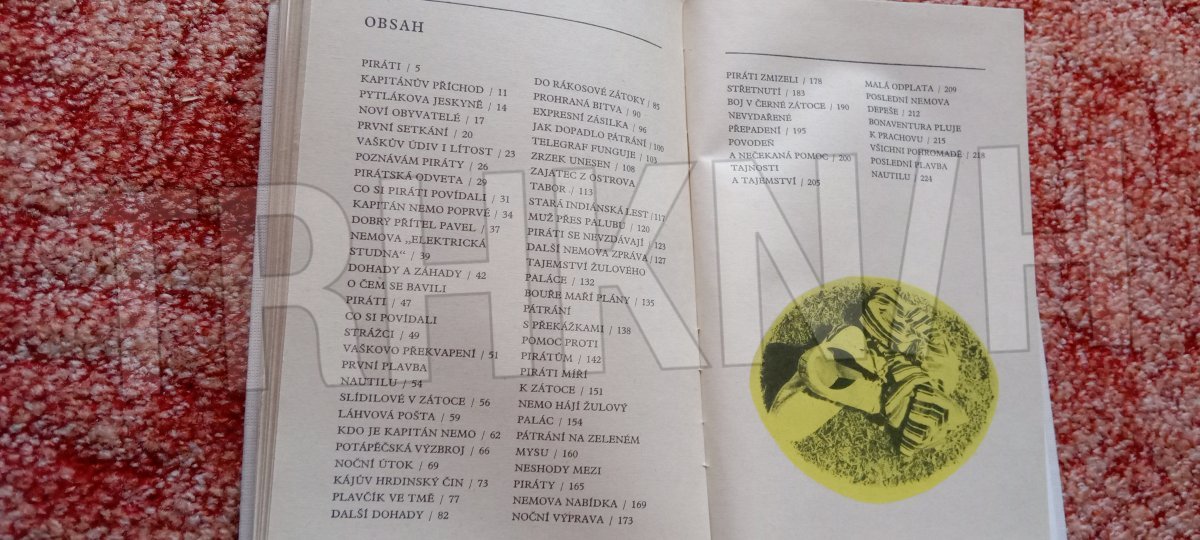 OBSAH
PIRÁTI / 5
KAPITÁNŮV PŘÍCHOD / 11
PYTLÁKOVA JESKYNĚ / 14
NOVÍ OBYVATELÉ / 17
PRVNÍ SETKÁNÍ / 20
VAŠKŮV ÚDIV I LÍTOST / 23
POZNÁVÁM PIRÁTY / 26
PIRÁTSKÁ ODVETA / 29
CO SI PIRÁTI POVÍDALI / 31
KAPITÁN NEMO POPRVÉ / 34
DOBRÝ PŘÍTEL PAVEL / 37
NEMOVA „ELEKTRICKÁ
STUDNA“ / 39
DOHADY A ZÁHADY / 42
O ČEM SE BAVILI
PIRÁTI / 47
CO SI POVÍDALI
STRÁŽCI / 49
VAŠKOVO PŘEKVAPENÍ / 51
PRVNÍ PLAVBA
NAUTILU / 54
SLÍDILOVÉ V ZÁTOCE / 56
LÁHVOVÁ POŠTA / 59
KDO JE KAPITÁN NEMO / 62
POTÁPĚČSKÁ VÝZBROJ / 66
NOČNÍ ÚTOK / 69
KÁJŮV HRDINSKÝ ČIN / 73
PLAVČÍK VE TMĚ / 77
DALŠÍ DOHADY / 82
DO RÁKOSOVÉ ZÁTOKY / 85
PROHRANÁ BITVA / 90
EXPRESNÍ ZÁSILKA / 96
JAK DOPADLO PÁTRÁNÍ / 100
TELEGRAF FUNGUJE / 103
ZRZEK UNESEN / 108
ZAJATEC Z OSTROVA
TABOR / 113
STARÁ INDIÁNSKÁ LEST / 117
MUŽ PŘES PALUBU / 120
PIRÁTI SE NEVZDÁVAJÍ / 123
DALŠÍ NEMOVA ZPRÁVA / 127
TAJEMSTVÍ ŽULOVÉHO
PALÁCE / 132
BOUŘE MAŘÍ PLÁNY / 135
PÁTRÁNÍ
S PŘEKÁŽKAMI / 138
POMOC PROTI
PIRÁTŮM / 142
PIRÁTI MÍŘÍ
K ZÁTOCE / 151
NEMO HÁJÍ ŽULOVÝ
PALÁC / 154
PÁTRÁNÍ NA ZELENÉM
MYSU / 160
NESHODY MEZI
PIRÁTY / 165
NEMOVA NABÍDKA / 169
NOČNÍ VÝPRAVA / 173
PIRÁTI ZMIZELI / 178
STŘETNUTÍ / 183
BOJ V ČERNÉ ZÁTOCE / 190
NEVYDAŘENÉ
PŘEPADENÍ / 195
POVODEŇ
A NEČEKANÁ POMOC / 200
TAJNOSTI
A TAJEMSTVÍ / 205
MALÁ ODPLATA / 209
POSLEDNÍ NEMOVA
DEPEŠE / 212
BONAVENTURA PLUJE
K PRACHOVU / 215
VŠICHNI POHROMADĚ / 218
POSLEDNÍ PLAVBA
NAUTILU / 224